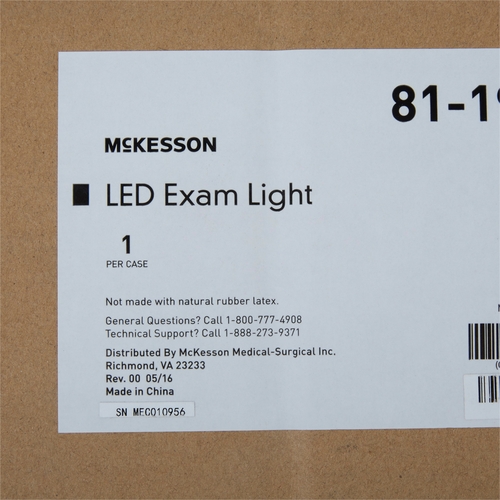 81-1
McKESSON
LED Exam Light
1
PER CASE
Not made with natural rubber latex.
General Questions? Call 1-800-777-4908
Technical Support? Call 1-888-273-9371
Distributed By McKesson Medical-Surgical Inc.
Richmond, VA 23233
Rev. 00 05/16
Made in China
SN MEC010956